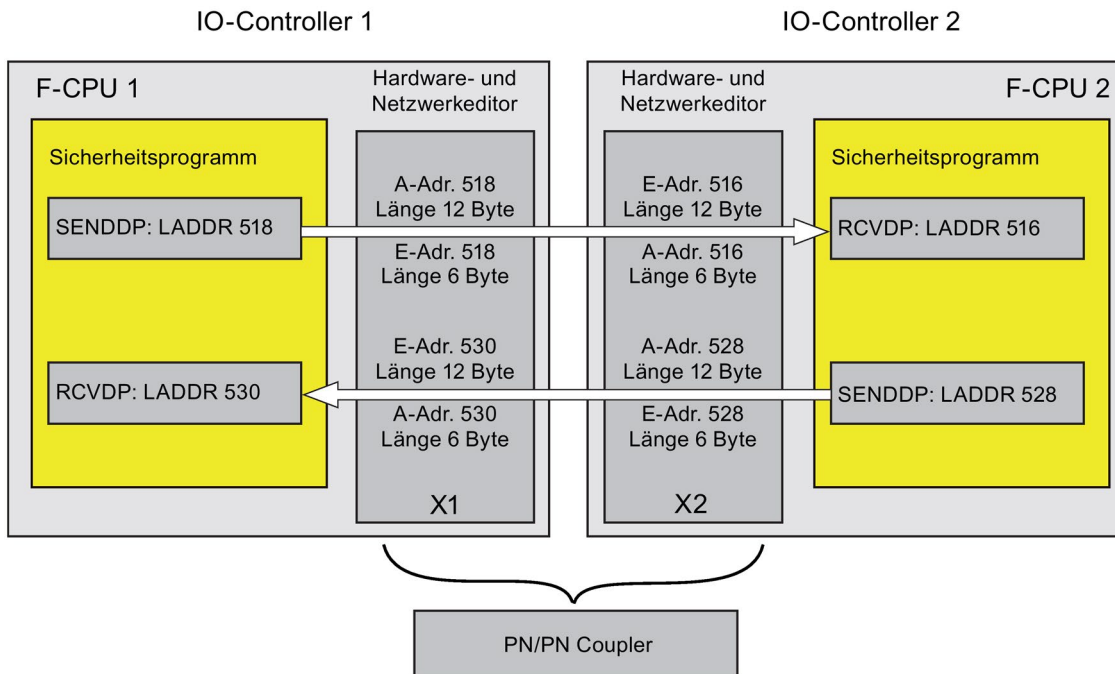 IO-Controller 1
IO-Controller 2
F-CPU 1
Hardware- und
Netzwerkeditor
Sicherheitsprogramm
SENDDP: LADDR 518
RCVDP: LADDR 530
A-Adr. 518
Länge 12 Byte
E-Adr. 518
Länge 6 Byte
E-Adr. 530
Länge 12 Byte
A-Adr. 530
Länge 6 Byte
X1
Hardware- und
Netzwerkeditor
F-CPU 2
E-Adr. 516
Länge 12 Byte
A-Adr. 516
Länge 6 Byte
A-Adr. 528
Länge 12 Byte
E-Adr. 528
Länge 6 Byte
X2
Sicherheitsprogramm
RCVDP: LADDR 516
SENDDP: LADDR 528
PN/PN Coupler